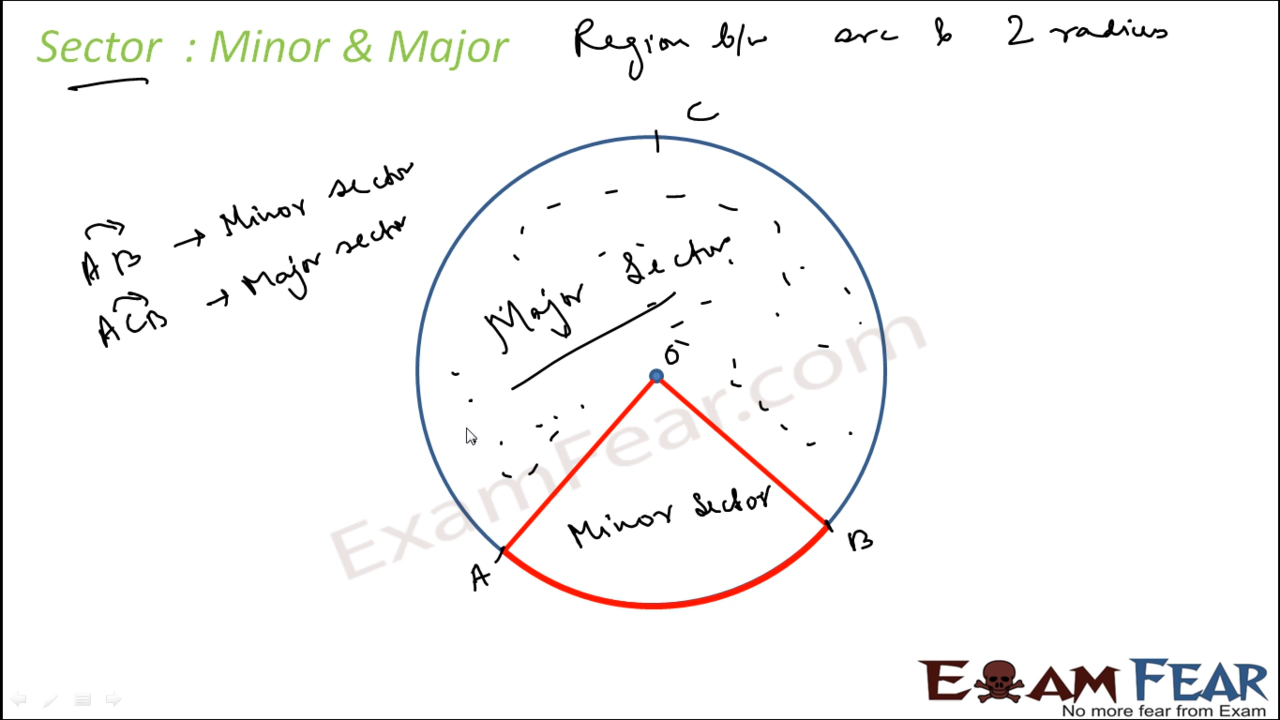 Sector : Minor & Major
Region b/w arc & 2 radius
C
AB → Minor sector
ACB → Major sector
Major Sector
O
Minor Sector
A
B
ExamFear.com
EXAM FEAR
No more fear from Exam